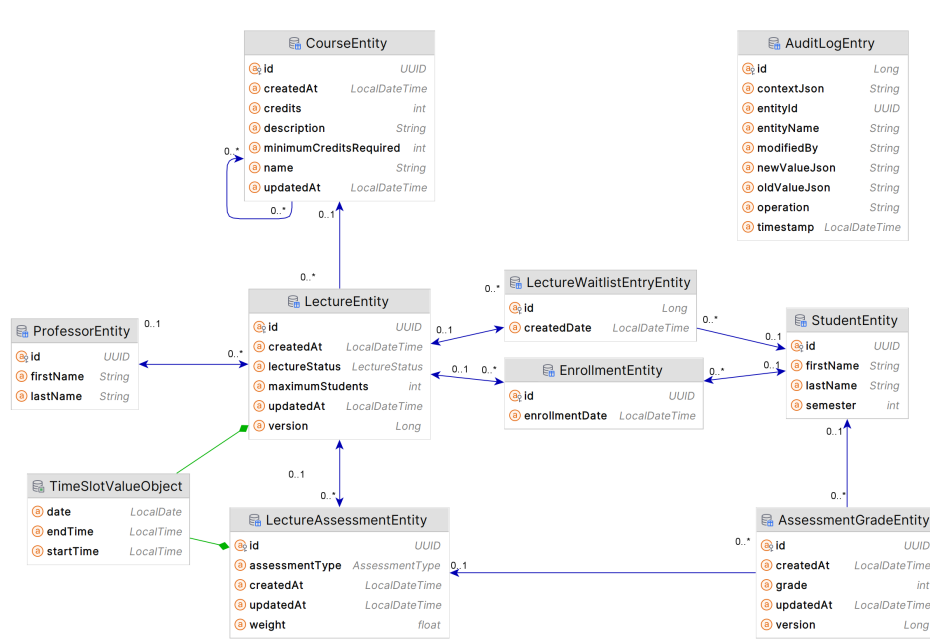 CourseEntity
id UUID
createdAt LocalDateTime
credits int
description String
minimumCreditsRequired int
name String
updatedAt LocalDateTime
0..*
0..*
0..1
0..*
AuditLogEntry
id Long
contextJson String
entityId UUID
entityName String
modifiedBy String
newValueJson String
oldValueJson String
operation String
timestamp LocalDateTime
LectureEntity
id UUID
createdAt LocalDateTime
lectureStatus LectureStatus
maximumStudents int
updatedAt LocalDateTime
version Long
ProfessorEntity
id UUID
firstName String
lastName String
0..1
0..*
LectureWaitlistEntryEntity
id Long
createdDate LocalDateTime
0..*
0..1
0..*
0..1
EnrollmentEntity
id UUID
enrollmentDate LocalDateTime
0..1 0..*
0..*
0..1
StudentEntity
id UUID
firstName String
lastName String
semester int
0..1
0..*
TimeSlotValueObject
date LocalDate
endTime LocalTime
startTime LocalTime
0..1
0..*
LectureAssessmentEntity
id UUID
assessmentType AssessmentType
createdAt LocalDateTime
updatedAt LocalDateTime
weight float
0..1
0..*
AssessmentGradeEntity
id UUID
createdAt LocalDateTime
grade int
updatedAt LocalDateTime
version Long